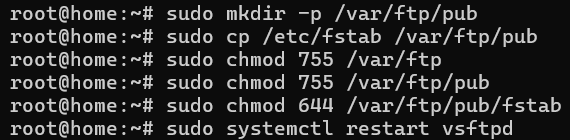 root@home:~# sudo mkdir -p /var/ftp/pub
root@home:~# sudo cp /etc/fstab /var/ftp/pub
root@home:~# sudo chmod 755 /var/ftp
root@home:~# sudo chmod 755 /var/ftp/pub
root@home:~# sudo chmod 644 /var/ftp/pub/fstab
root@home:~# sudo systemctl restart vsftpd